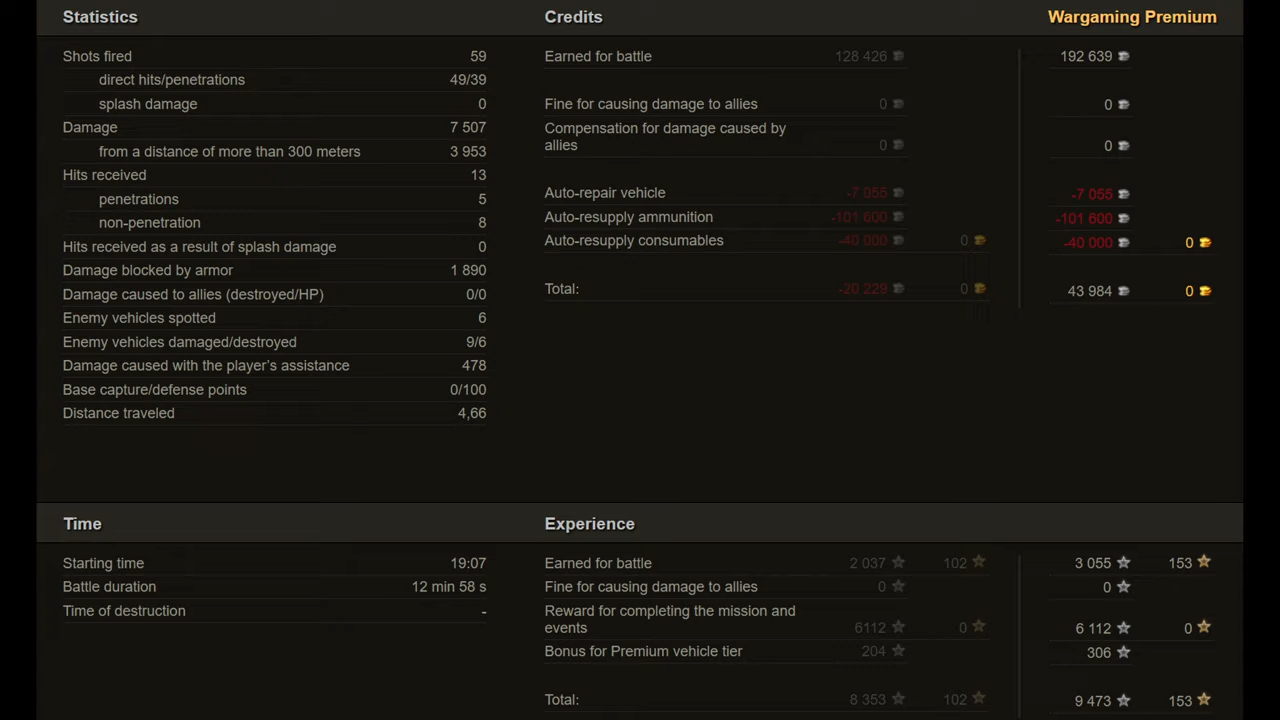 Statistics
Shots fired 59
direct hits/penetrations 49/39
splash damage 0
Damage 7 507
from a distance of more than 300 meters 3 953
Hits received 13
penetrations 5
non-penetration 8
Hits received as a result of splash damage 0
Damage blocked by armor 1 890
Damage caused to allies (destroyed/HP) 0/0
Enemy vehicles spotted 6
Enemy vehicles damaged/destroyed 9/6
Damage caused with the player’s assistance 478
Base capture/defense points 0/100
Distance traveled 4,66
Credits Wargaming Premium
Earned for battle 128 426 192 639
Fine for causing damage to allies 0 0
Compensation for damage caused by
allies 0 0
Auto-repair vehicle -7 055 -7 055
Auto-resupply ammunition -101 600 -101 600
Auto-resupply consumables -40 000 0 -40 000 0
Total: -20 229 0 43 984 0
Time
Starting time 19:07
Battle duration 12 min 58 s
Time of destruction -
Experience
Earned for battle 2 037 102 3 055 153
Fine for causing damage to allies 0 0
Reward for completing the mission and
events 6112 0 6 112 0
Bonus for Premium vehicle tier 204 306
Total: 8 353 102 9 473 153